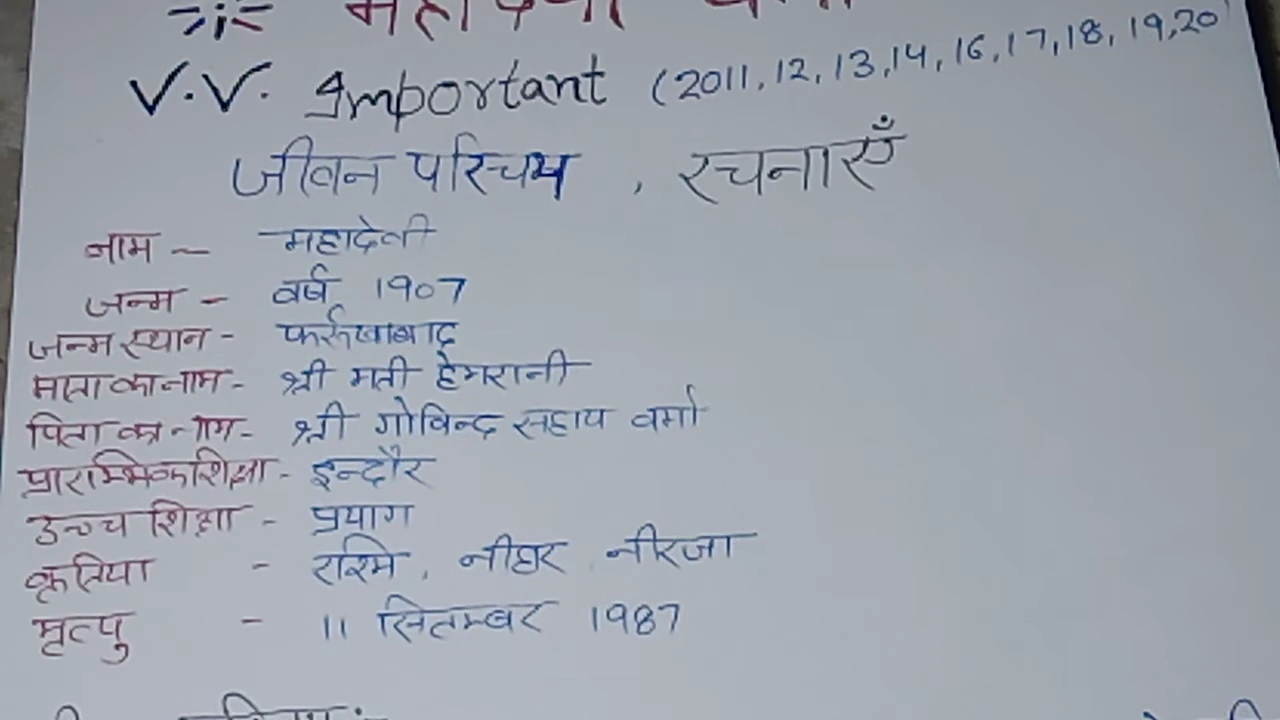 V.V. Important (2011, 12, 13, 14, 16, 17, 18, 19, 20)
जीवन परिचय , रचनाएँ
नाम - महादेवी
जन्म - वर्ष 1907
जन्म स्थान - फर्रूखाबाद
माता का नाम - श्री मती हेमरानी
पिता का नाम - श्री गोविन्द सहाय वर्मा
प्रारम्भिक शिक्षा - इन्दौर
उच्च शिक्षा - प्रयाग
कृतिया - रश्मि , नीहार नीरजा
मृत्यु - 11 सितम्बर 1987